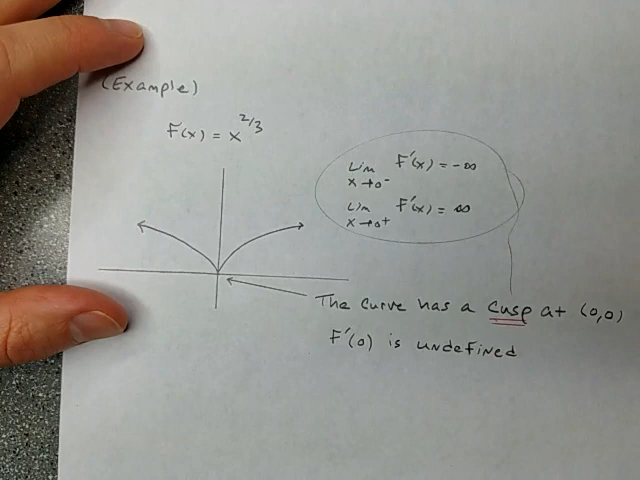 (Example)
F(x) = x^2/3
Lim x→0⁻ F'(x) = -∞
Lim x→0⁺ F'(x) = ∞
The curve has a cusp at (0,0)
F'(0) is undefined